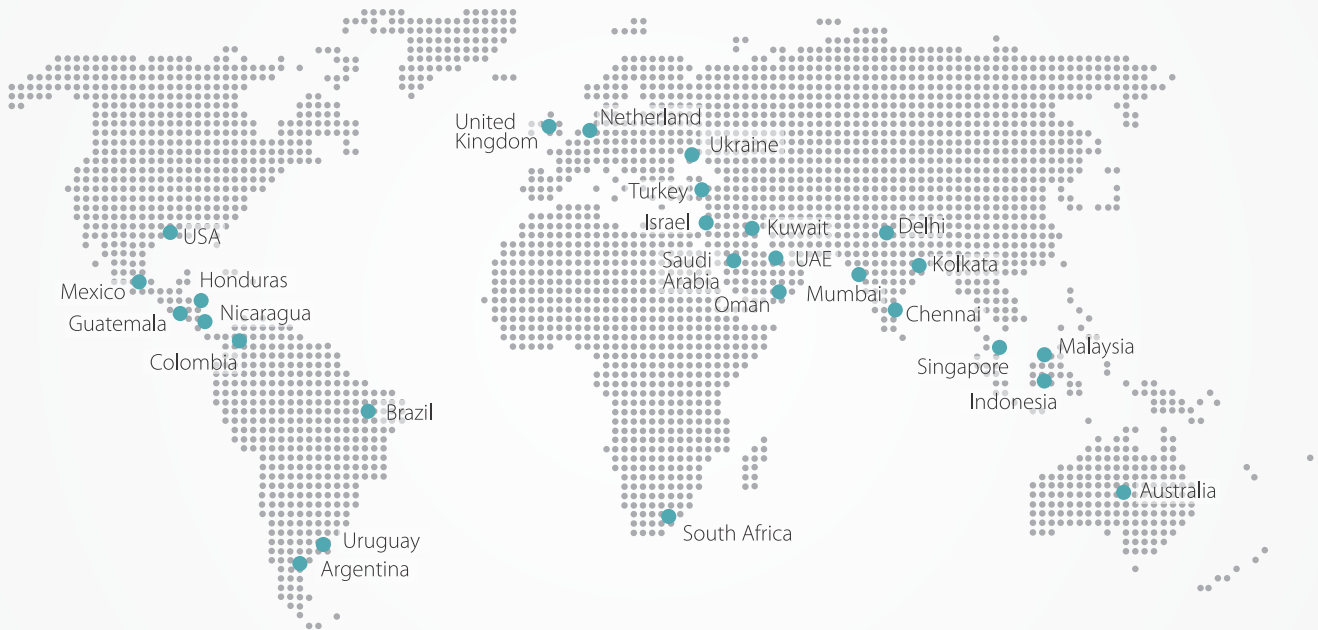 United
Kingdom
Netherland
Ukraine
Turkey
Israel
Kuwait
Delhi
USA
Saudi
Arabia
UAE
Kolkata
Mexico
Honduras
Oman
Mumbai
Guatemala
Nicaragua
Chennai
Colombia
Singapore
Malaysia
Indonesia
Brazil
Australia
South Africa
Uruguay
Argentina